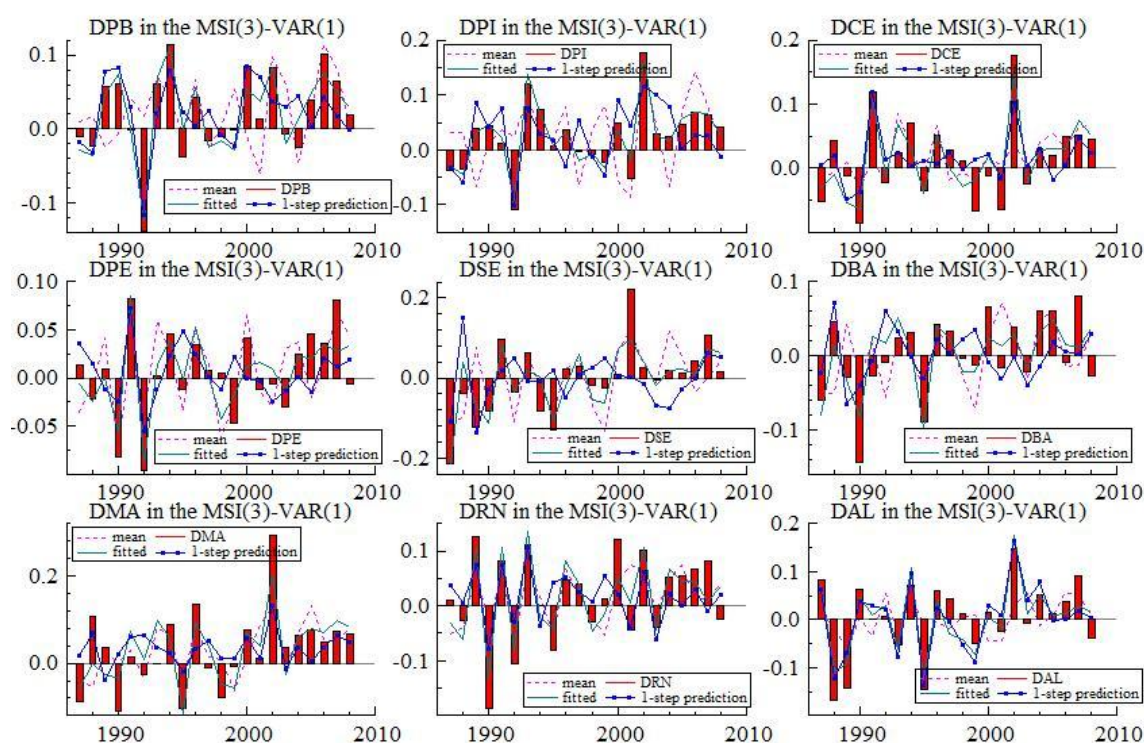 DPB in the MSI(3)-VAR(1)
0.1
0.0
-0.1
mean DPB
fitted 1-step prediction
1990 2000 2010
DPI in the MSI(3)-VAR(1)
0.2
mean DPI
fitted 1-step prediction
0.1
0.0
-0.1
1990 2000 2010
DCE in the MSI(3)-VAR(1)
0.2
mean DCE
fitted 1-step prediction
0.1
0.0
1990 2000 2010
DPE in the MSI(3)-VAR(1)
0.10
0.05
0.00
-0.05
mean DPE
fitted 1-step prediction
1990 2000 2010
DSE in the MSI(3)-VAR(1)
0.2
0.0
-0.2
mean DSE
fitted 1-step prediction
1990 2000 2010
DBA in the MSI(3)-VAR(1)
0.1
0.0
-0.1
mean DBA
fitted 1-step prediction
1990 2000 2010
DMA in the MSI(3)-VAR(1)
mean DMA
fitted 1-step prediction
0.2
0.0
1990 2000 2010
DRN in the MSI(3)-VAR(1)
0.1
0.0
-0.1
mean DRN
fitted 1-step prediction
1990 2000 2010
DAL in the MSI(3)-VAR(1)
0.2
0.1
0.0
-0.1
mean DAL
fitted 1-step prediction
1990 2000 2010